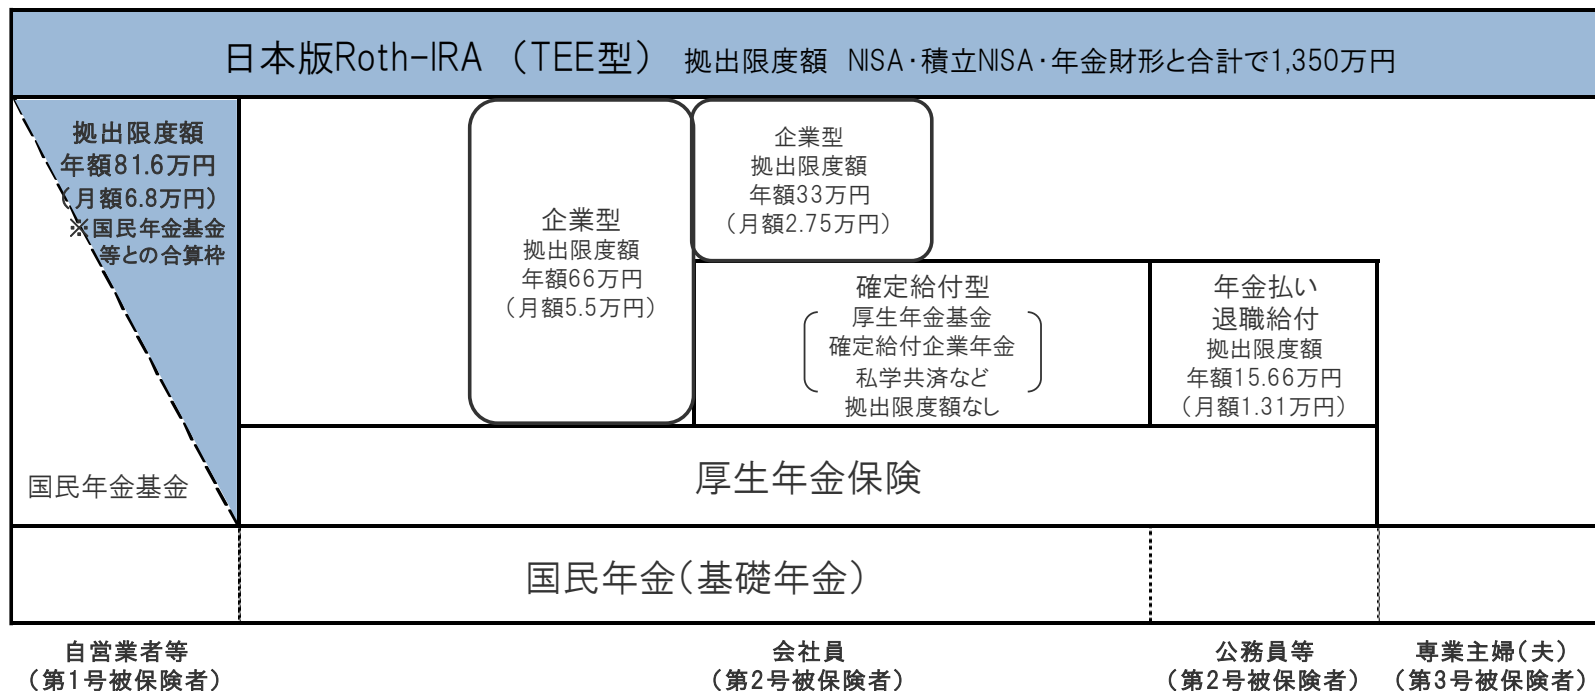 日本版Roth-IRA （TEE型） 拠出限度額 NISA・積立NISA・年金財形と合計で1,350万円
拠出限度額
年額81.6万円
（月額6.8万円）
※国民年金基金
等との合算枠
国民年金基金
企業型
拠出限度額
年額66万円
（月額5.5万円）
企業型
拠出限度額
年額33万円
（月額2.75万円）
確定給付型
厚生年金基金
確定給付企業年金
私学共済など
拠出限度額なし
年金払い
退職給付
拠出限度額
年額15.66万円
（月額1.31万円）
厚生年金保険
国民年金（基礎年金）
自営業者等
（第1号被保険者）
会社員
（第2号被保険者）
公務員等
（第2号被保険者）
専業主婦（夫）
（第3号被保険者）